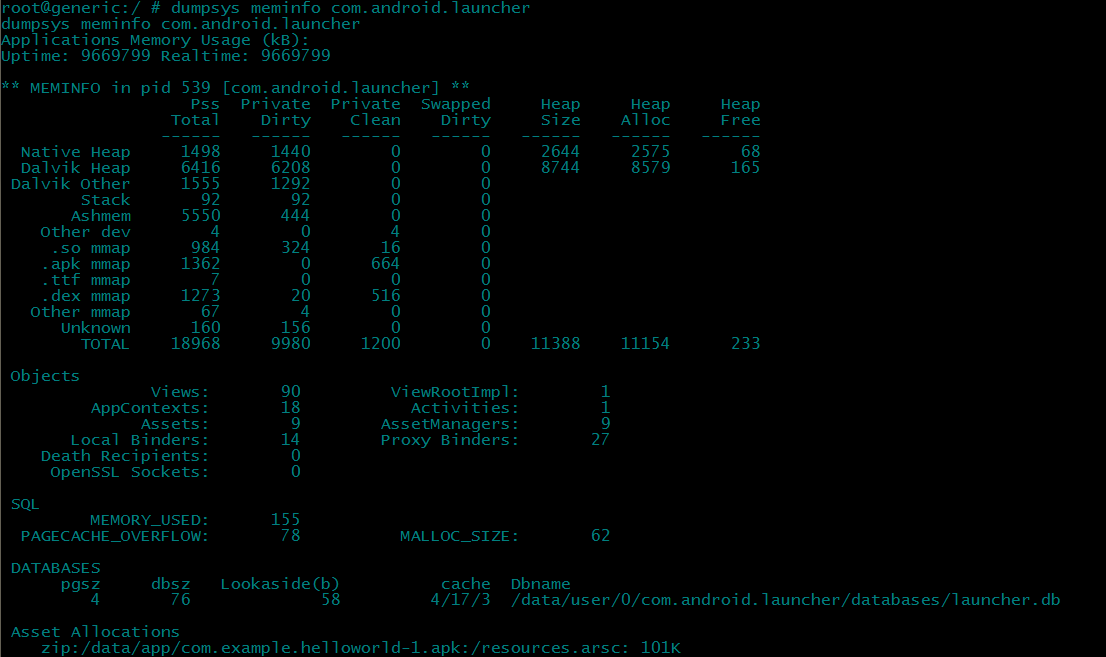 root@generic:/ # dumpsys meminfo com.android.launcher
dumpsys meminfo com.android.launcher
Applications Memory Usage (kB):
Uptime: 9669799 Realtime: 9669799

** MEMINFO in pid 539 [com.android.launcher] **
                   Pss  Private  Private  Swapped     Heap     Heap     Heap
                 Total    Dirty    Clean    Dirty     Size    Alloc     Free
                ------   ------   ------   ------   ------   ------   ------
  Native Heap     1498     1440        0        0     2644     2575       68
  Dalvik Heap     6416     6208        0        0     8744     8579      165
 Dalvik Other     1555     1292        0        0
        Stack       92       92        0        0
       Ashmem     5550      444        0        0
    Other dev        4        0        4        0
     .so mmap      984      324       16        0
    .apk mmap     1362        0      664        0
    .ttf mmap        7        0        0        0
    .dex mmap     1273       20      516        0
   Other mmap       67        4        0        0
      Unknown      160      156        0        0
        TOTAL    18968     9980     1200        0    11388    11154      233

 Objects
               Views:       90         ViewRootImpl:        1
         AppContexts:       18           Activities:        1
              Assets:        9        AssetManagers:        9
       Local Binders:       14        Proxy Binders:       27
    Death Recipients:        0
     OpenSSL Sockets:        0

 SQL
         MEMORY_USED:      155
  PAGECACHE_OVERFLOW:       78          MALLOC_SIZE:       62

 DATABASES
      pgsz     dbsz   Lookaside(b)          cache  Dbname
         4       76             58         4/17/3  /data/user/0/com.android.launcher/databases/launcher.db

 Asset Allocations
    zip:/data/app/com.example.helloworld-1.apk:/resources.arsc: 101K